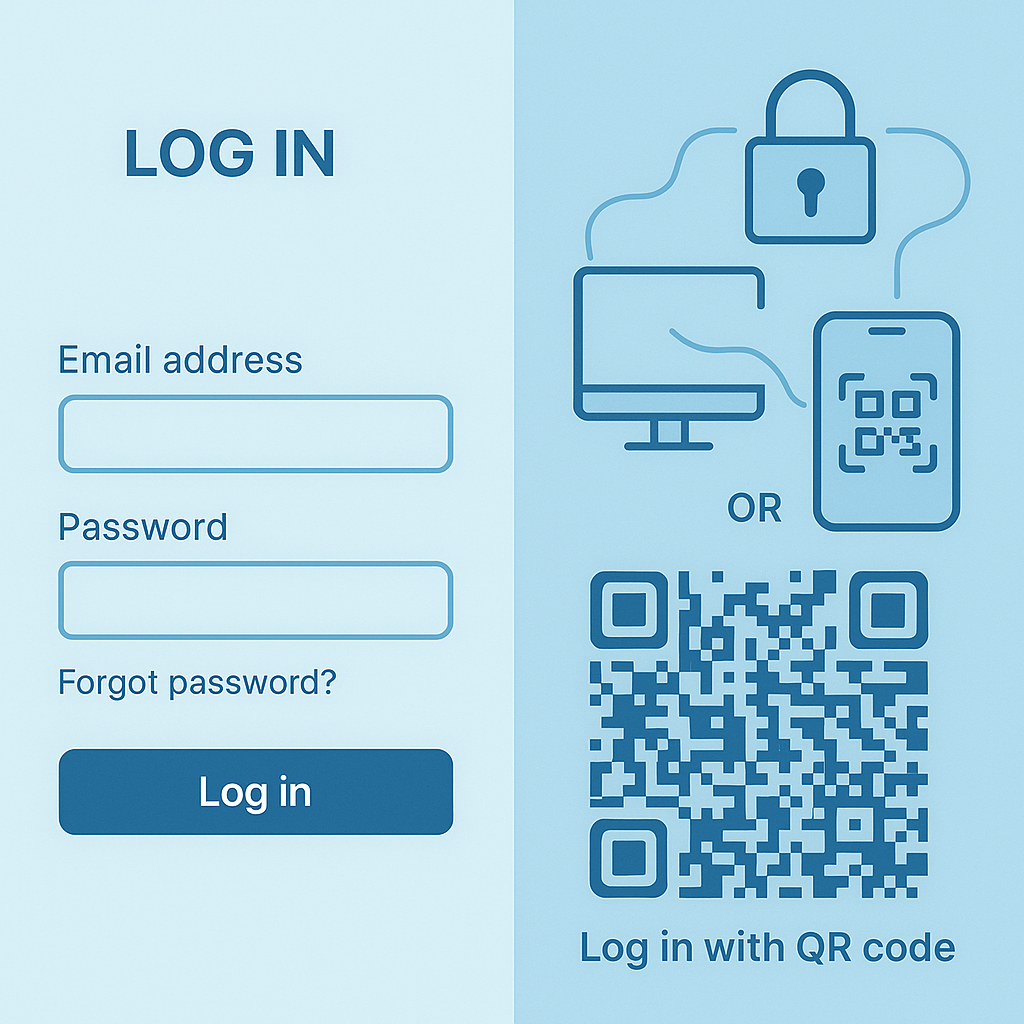 LOG IN
Email address
Password
Forgot password?
Log in
OR
Log in with QR code